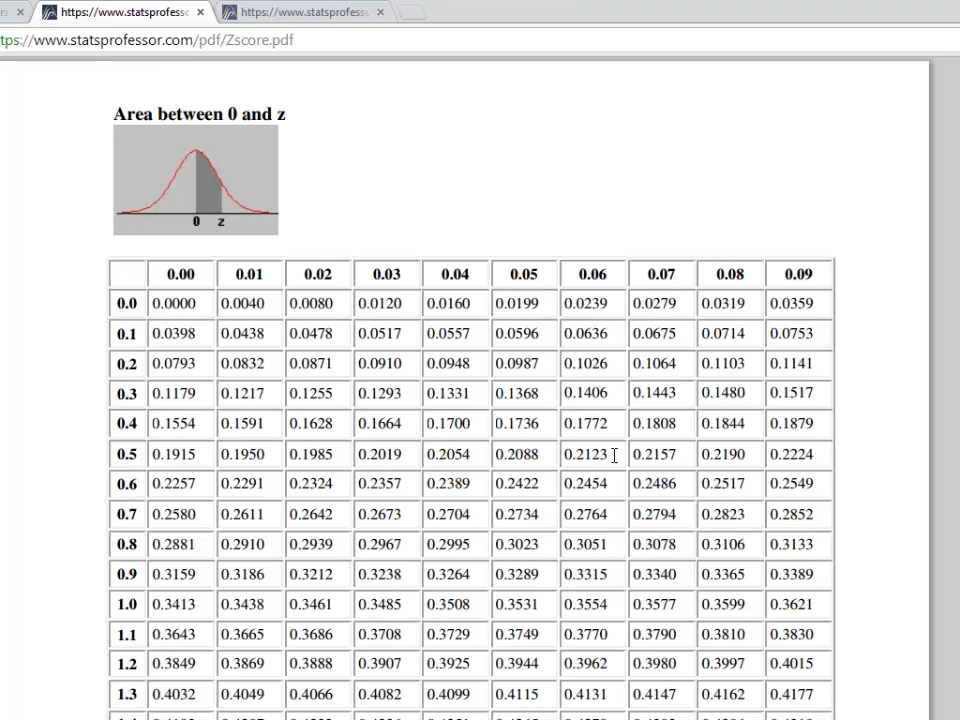 https://www.statsprofesso
https://www.statsprofesso
tps://www.statsprofessor.com/pdf/Zscore.pdf
Area between 0 and z
0 z
0.00 0.01 0.02 0.03 0.04 0.05 0.06 0.07 0.08 0.09
0.0 0.0000 0.0040 0.0080 0.0120 0.0160 0.0199 0.0239 0.0279 0.0319 0.0359
0.1 0.0398 0.0438 0.0478 0.0517 0.0557 0.0596 0.0636 0.0675 0.0714 0.0753
0.2 0.0793 0.0832 0.0871 0.0910 0.0948 0.0987 0.1026 0.1064 0.1103 0.1141
0.3 0.1179 0.1217 0.1255 0.1293 0.1331 0.1368 0.1406 0.1443 0.1480 0.1517
0.4 0.1554 0.1591 0.1628 0.1664 0.1700 0.1736 0.1772 0.1808 0.1844 0.1879
0.5 0.1915 0.1950 0.1985 0.2019 0.2054 0.2088 0.2123 0.2157 0.2190 0.2224
0.6 0.2257 0.2291 0.2324 0.2357 0.2389 0.2422 0.2454 0.2486 0.2517 0.2549
0.7 0.2580 0.2611 0.2642 0.2673 0.2704 0.2734 0.2764 0.2794 0.2823 0.2852
0.8 0.2881 0.2910 0.2939 0.2967 0.2995 0.3023 0.3051 0.3078 0.3106 0.3133
0.9 0.3159 0.3186 0.3212 0.3238 0.3264 0.3289 0.3315 0.3340 0.3365 0.3389
1.0 0.3413 0.3438 0.3461 0.3485 0.3508 0.3531 0.3554 0.3577 0.3599 0.3621
1.1 0.3643 0.3665 0.3686 0.3708 0.3729 0.3749 0.3770 0.3790 0.3810 0.3830
1.2 0.3849 0.3869 0.3888 0.3907 0.3925 0.3944 0.3962 0.3980 0.3997 0.4015
1.3 0.4032 0.4049 0.4066 0.4082 0.4099 0.4115 0.4131 0.4147 0.4162 0.4177